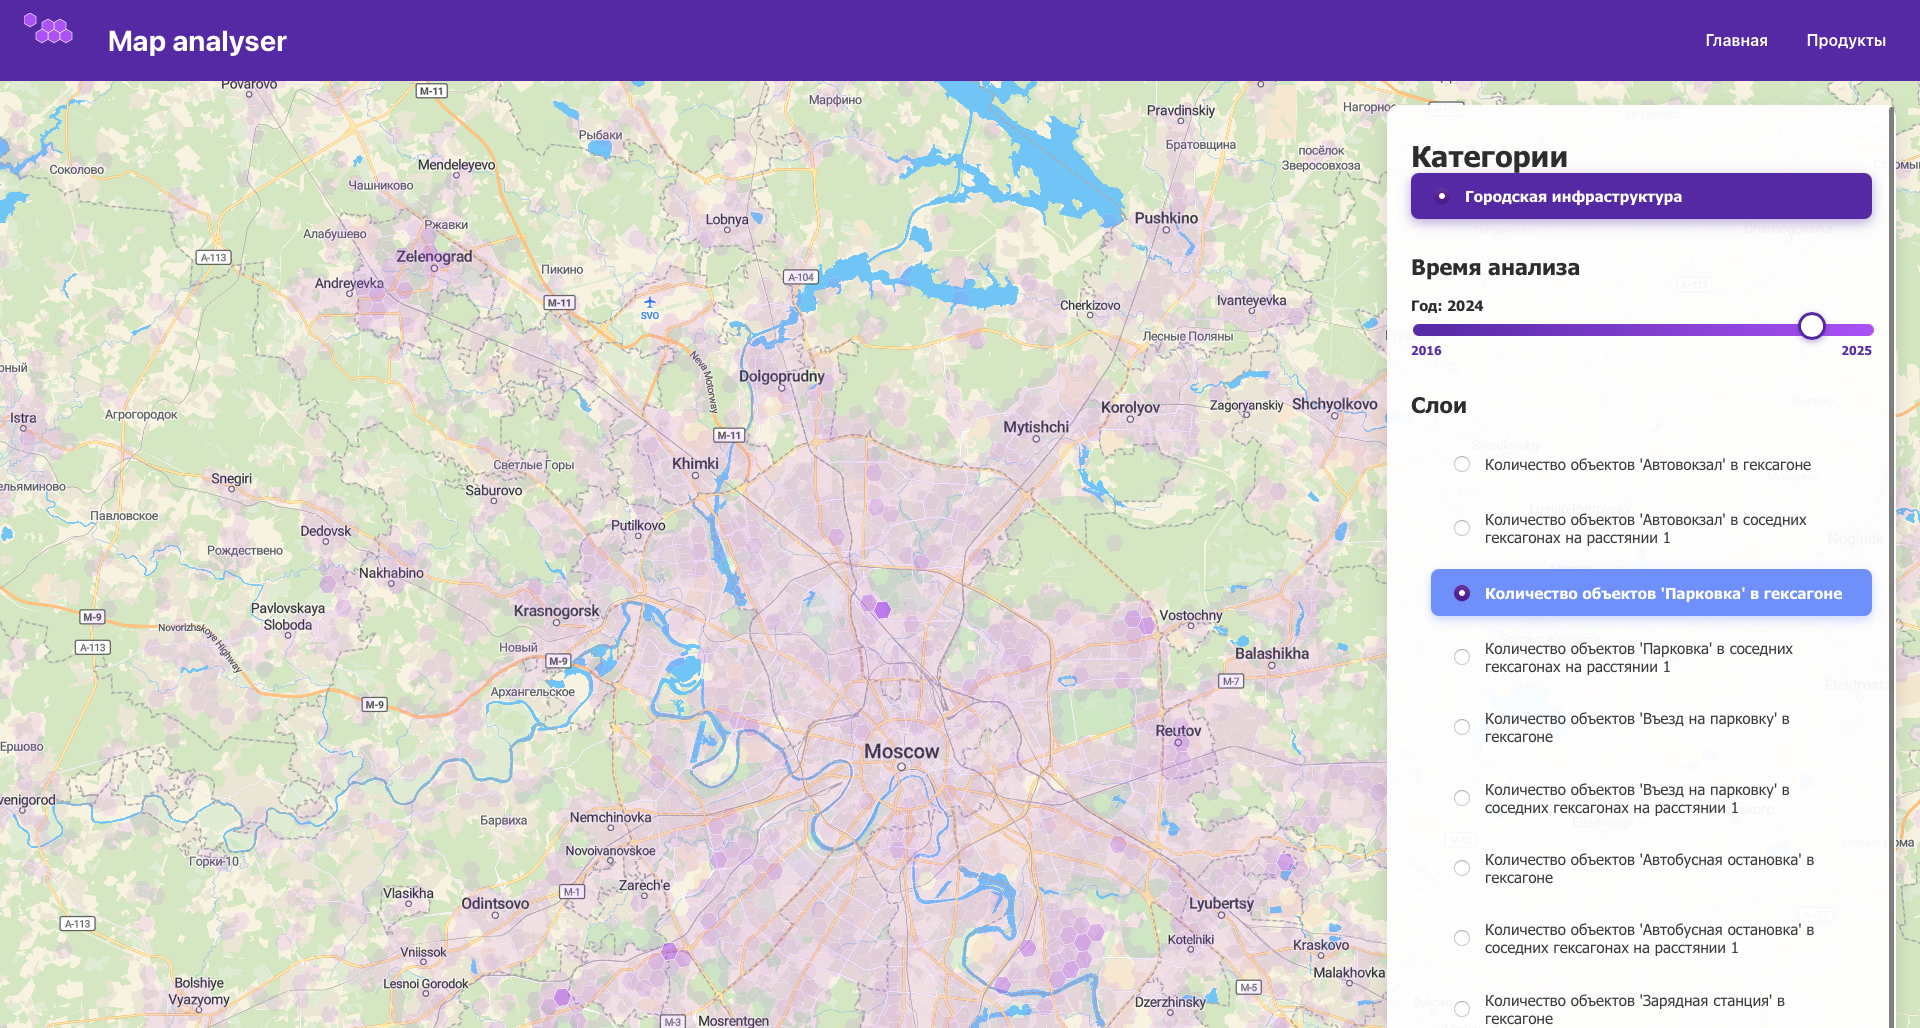 Map analyser
Главная
Продукты
Povarovo
M-11
Марфино
Pravdinskiy
Нагорное
Рыбаки
Братовщина
Mendeleyevo
посёлок
Зверосовхоза
Соколово
Чашниково
Lobnya
Pushkino
Ржавки
Алабушево
A-113
Zelenograd
Пикино
A-104
Andreyevka
M-11
SVO
Cherkizovo
Ivanteyevka
Лесные Поляны
Neva Motorway
Dolgoprudny
Istra
Агрогородок
Korolyov
Zagoryanskiy
Shchyolkovo
Mytishchi
M-11
Khimki
Светлые Горы
Snegiri
Saburovo
Павловское
Putilkovo
Dedovsk
Рождествено
Nakhabino
M-9
Pavlovskaya
Sloboda
Krasnogorsk
Vostochny
Novorizhskoye Highway
A-113
Новый
M-9
Balashikha
Архангельское
M-7
M-9
Reutov
Ершово
Moscow
Барвиха
Nemchinovka
Горки-10
Novoivanovskoe
Zarech'e
Vlasikha
M-1
Odintsovo
Lyubertsy
A-113
Vniissok
Kotelniki
Kraskovo
Lesnoi Gorodok
Malakhovka
Bolshiye
Vyazyomy
M-5
Dzerzhinsky
M-3
Mosrentgen
Категории
Городская инфраструктура
Время анализа
Год: 2024
2016
2025
Слои
Количество объектов 'Автовокзал' в гексагоне
Количество объектов 'Автовокзал' в соседних
гексагонах на расстянии 1
Количество объектов 'Парковка' в гексагоне
Количество объектов 'Парковка' в соседних
гексагонах на расстянии 1
Количество объектов 'Въезд на парковку' в
гексагоне
Количество объектов 'Въезд на парковку' в
соседних гексагонах на расстянии 1
Количество объектов 'Автобусная остановка' в
гексагоне
Количество объектов 'Автобусная остановка' в
соседних гексагонах на расстянии 1
Количество объектов 'Зарядная станция' в
гексагоне